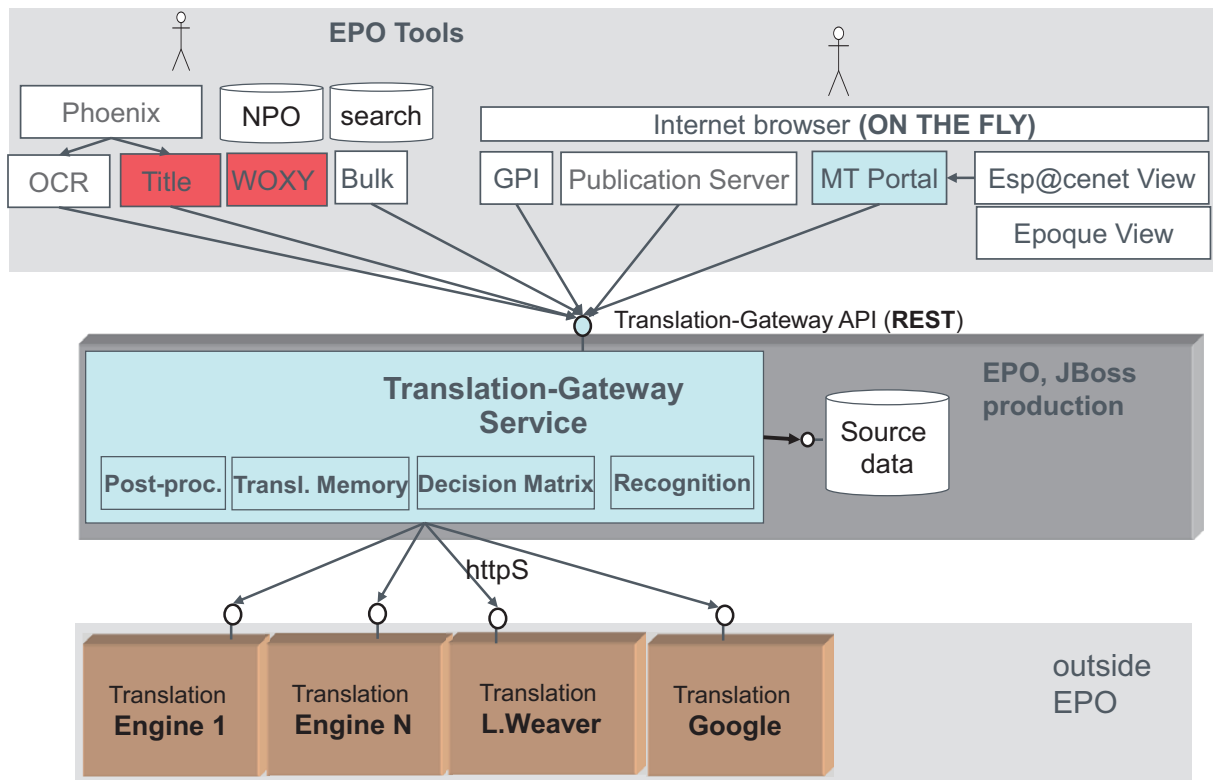 EPO Tools
Phoenix
NPO
search
Internet browser (ON THE FLY)
OCR
Title
WOXY
Bulk
GPI
Publication Server
MT Portal
Esp@cenet View
Epoque View
Translation-Gateway API (REST)
Translation-Gateway
Service
EPO, JBoss
production
Source
data
Post-proc.
Transl. Memory
Decision Matrix
Recognition
httpS
Translation
Engine 1
Translation
Engine N
Translation
L.Weaver
Translation
Google
outside
EPO